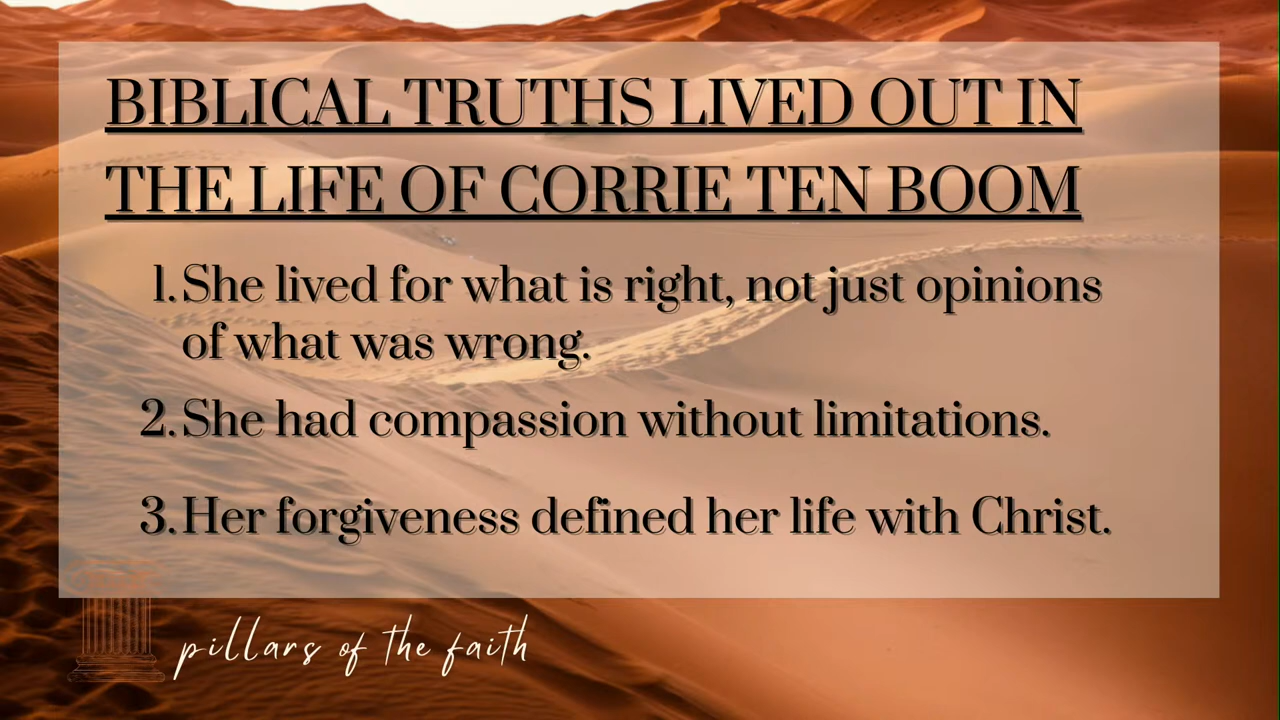 BIBLICAL TRUTHS LIVED OUT IN
THE LIFE OF CORRIE TEN BOOM
1. She lived for what is right, not just opinions
of what was wrong.
2. She had compassion without limitations.
3. Her forgiveness defined her life with Christ.
pillars of the faith